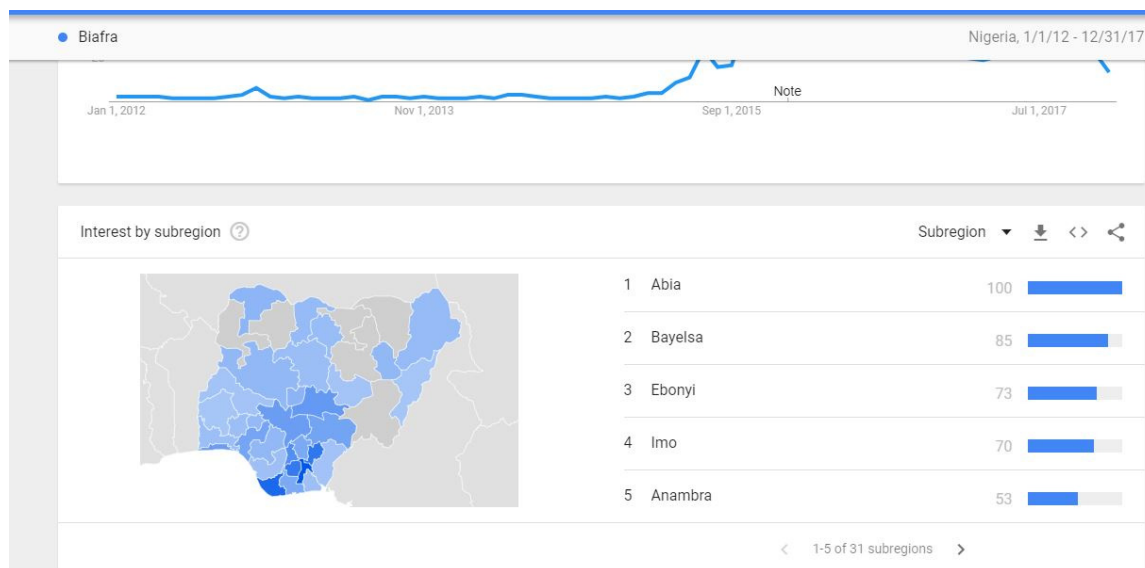 Biafra
Nigeria, 1/1/12 - 12/31/17
Note
Jan 1, 2012
Nov 1, 2013
Sep 1, 2015
Jul 1, 2017
Interest by subregion ?
Subregion
1 Abia 100
2 Bayelsa 85
3 Ebonyi 73
4 Imo 70
5 Anambra 53
1-5 of 31 subregions